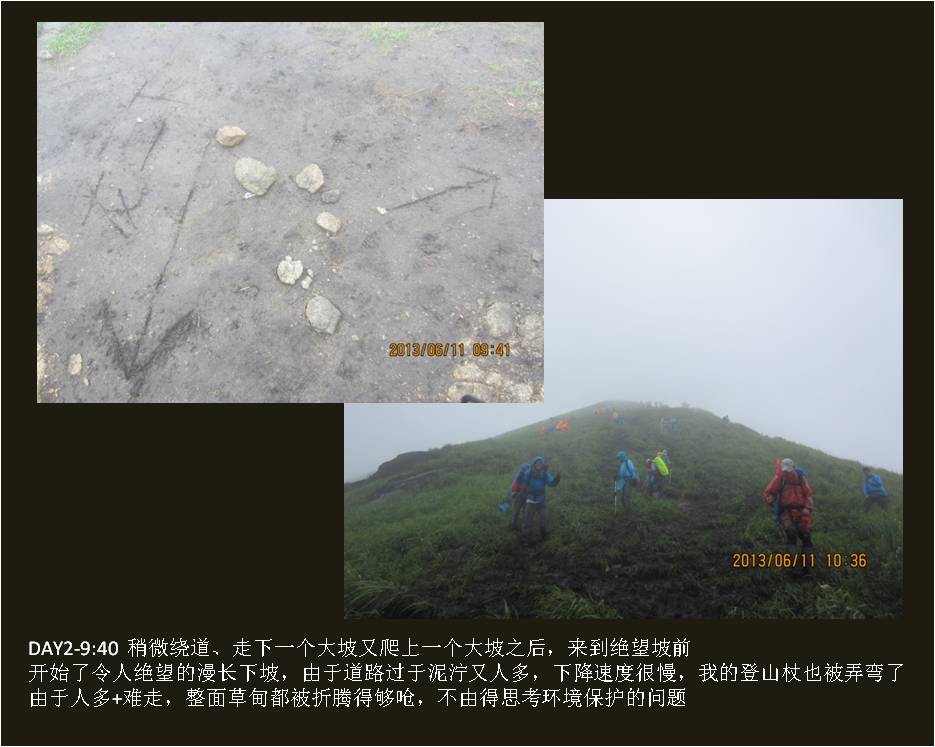 2013/06/11 09:41
2013/06/11 10:36
DAY2-9:40 稍微绕道、走下一个大坡又爬上一个大坡之后，来到绝望坡前
开始了令人绝望的漫长下坡，由于道路过于泥泞又人多，下降速度很慢，我的登山杖也被弄弯了
由于人多+难走，整面草甸都被折腾得够呛，不由得思考环境保护的问题